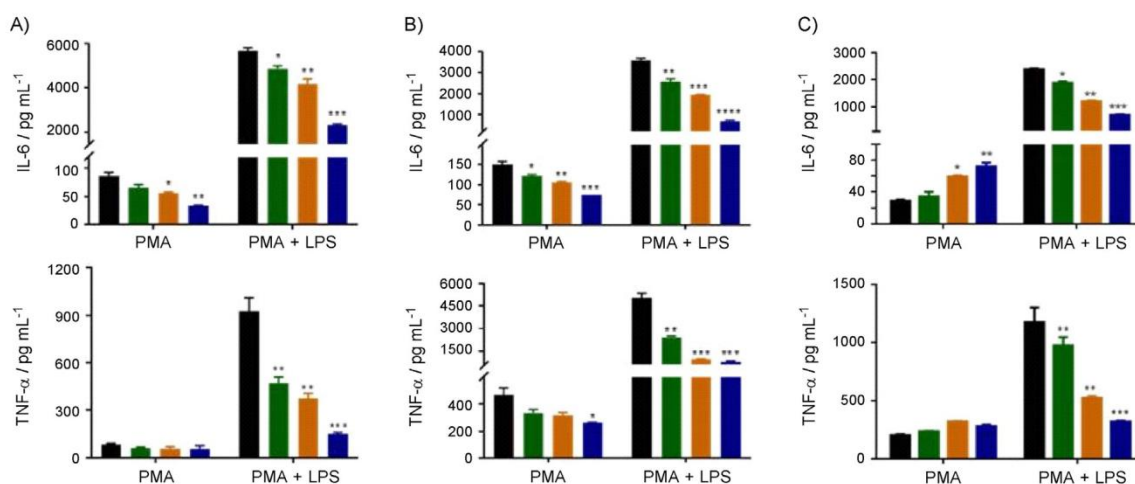 A)
IL-6 / pg mL⁻¹
6000
4000
2000
100
50
0
* **
* ** ***
PMA PMA + LPS
TNF-α / pg mL⁻¹
1200
900
600
300
0
** ** ***
PMA PMA + LPS
B)
IL-6 / pg mL⁻¹
4000
3000
2000
1000
150
100
50
0
* ** ***
** *** ****
PMA PMA + LPS
TNF-α / pg mL⁻¹
6000
4500
3000
1500
400
200
0
*
** *** ***
PMA PMA + LPS
C)
IL-6 / pg mL⁻¹
3000
2000
1000
80
60
40
20
0
* **
* ** ***
PMA PMA + LPS
TNF-α / pg mL⁻¹
1500
1000
500
0
** ** ***
PMA PMA + LPS